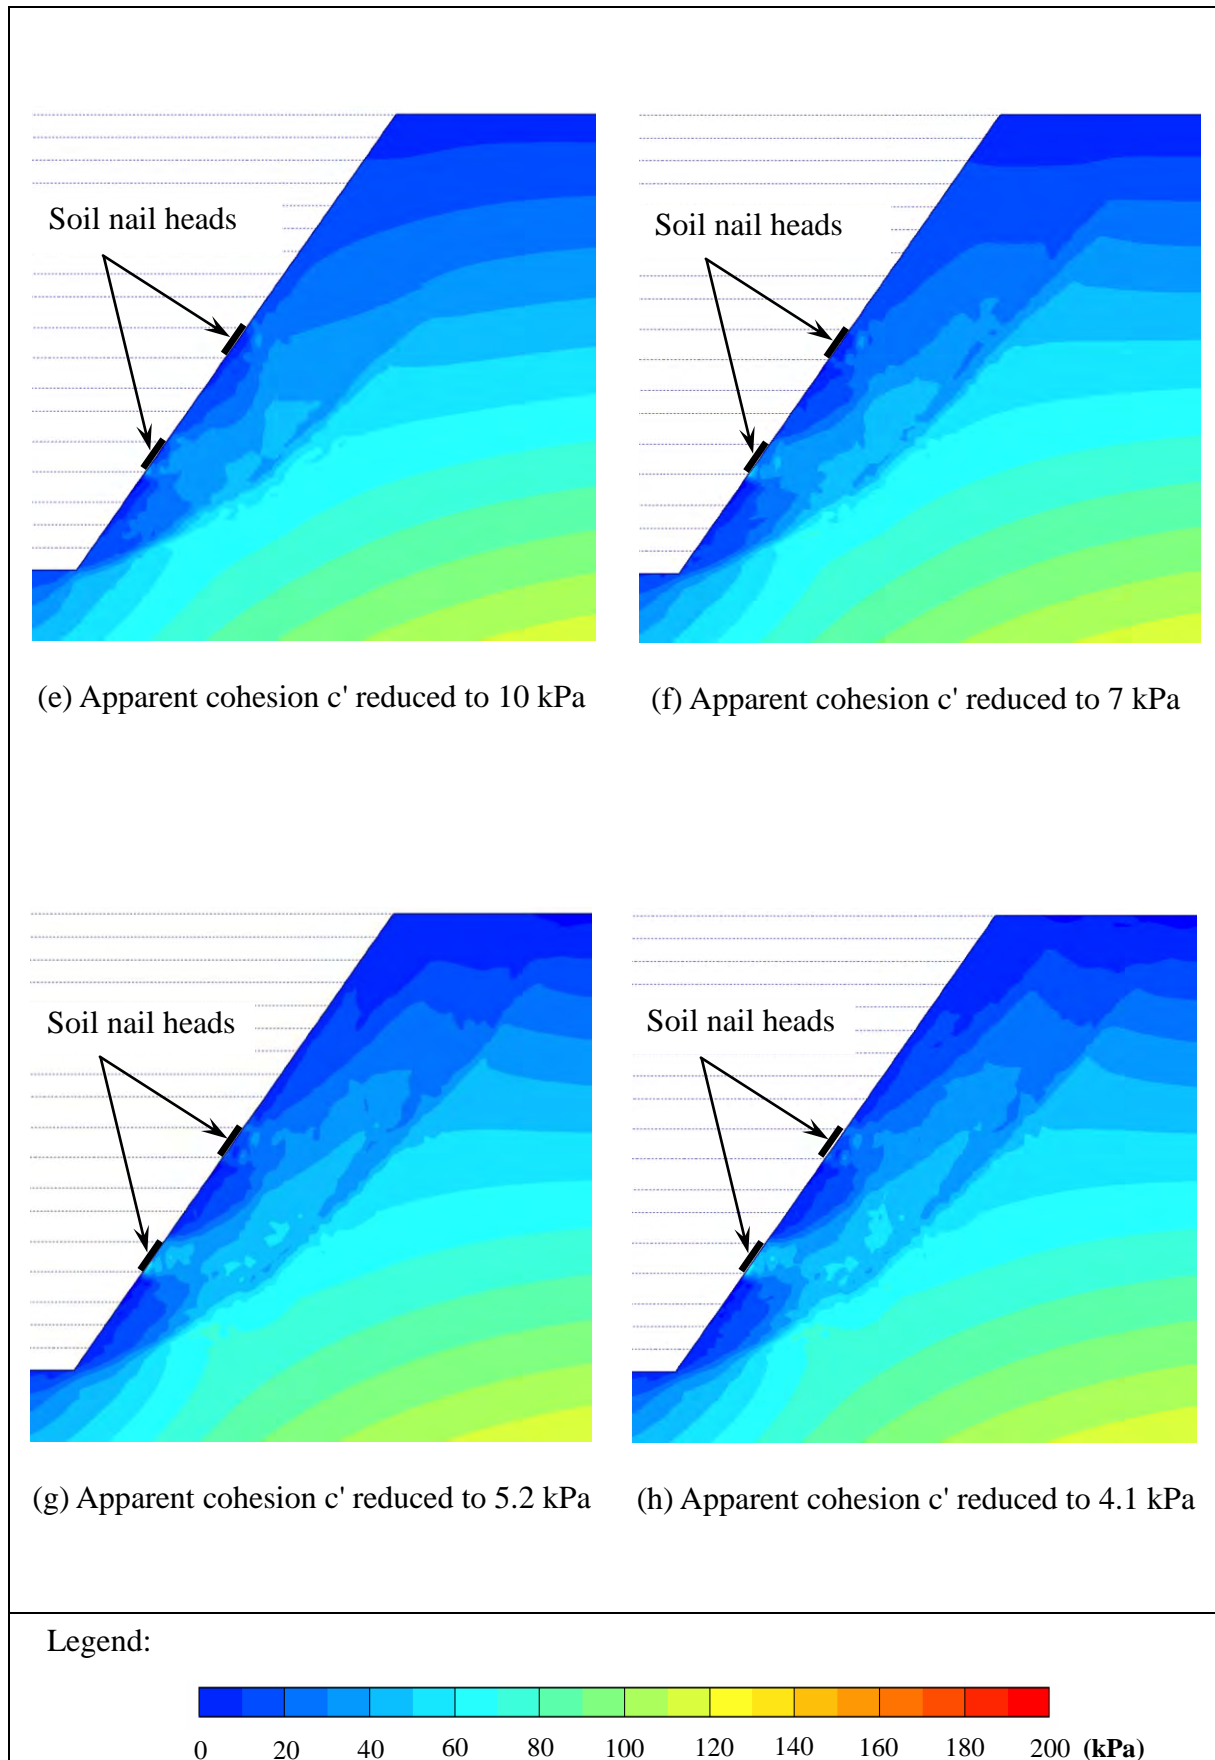 Soil nail heads
Soil nail heads
(e) Apparent cohesion c' reduced to 10 kPa
(f) Apparent cohesion c' reduced to 7 kPa
Soil nail heads
Soil nail heads
(g) Apparent cohesion c' reduced to 5.2 kPa
(h) Apparent cohesion c' reduced to 4.1 kPa
Legend:
0 20 40 60 80 100 120 140 160 180 200 (kPa)